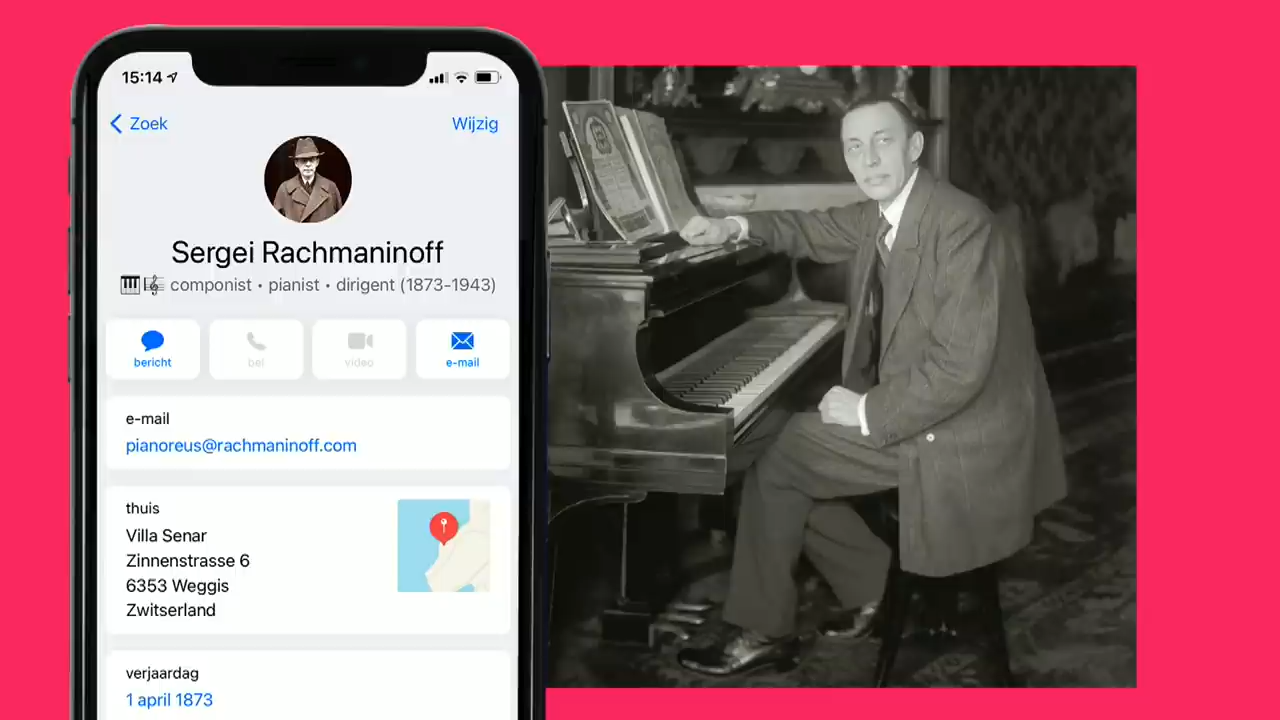 15:14
Zoek
Wijzig
Sergei Rachmaninoff
componist • pianist • dirigent (1873-1943)
bericht
bel
video
e-mail
e-mail
pianoreus@rachmaninoff.com
thuis
Villa Senar
Zinnenstrasse 6
6353 Weggis
Zwitserland
verjaardag
1 april 1873